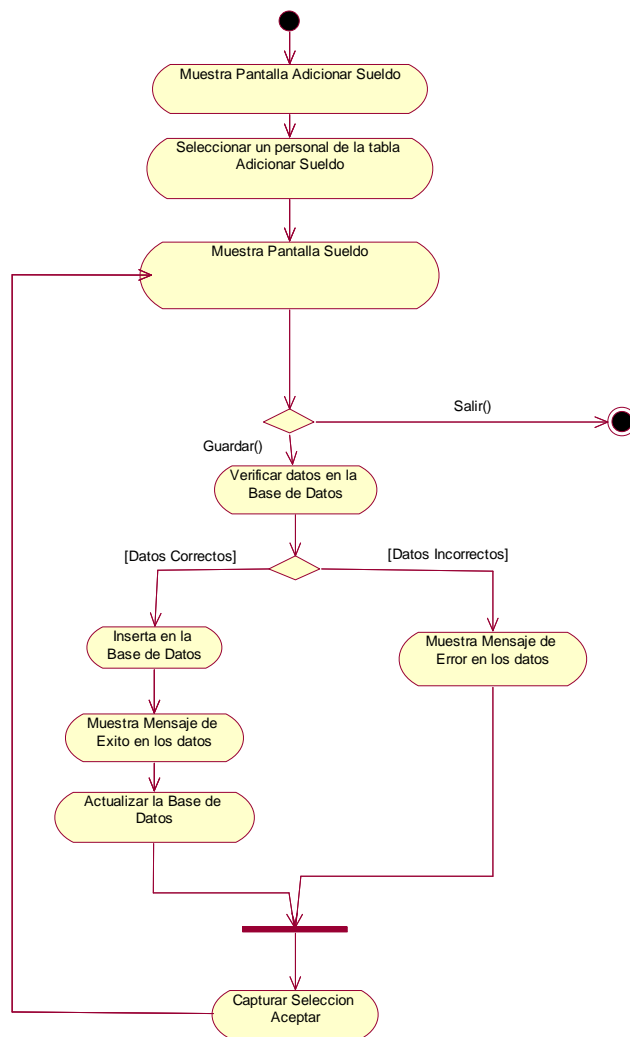 Muestra Pantalla Adicionar Sueldo
Seleccionar un personal de la tabla
Adicionar Sueldo
Muestra Pantalla Sueldo
Salir()
Guardar()
Verificar datos en la
Base de Datos
[Datos Correctos]
[Datos Incorrectos]
Inserta en la
Base de Datos
Muestra Mensaje de
Error en los datos
Muestra Mensaje de
Exito en los datos
Actualizar la Base de
Datos
Capturar Seleccion
Aceptar